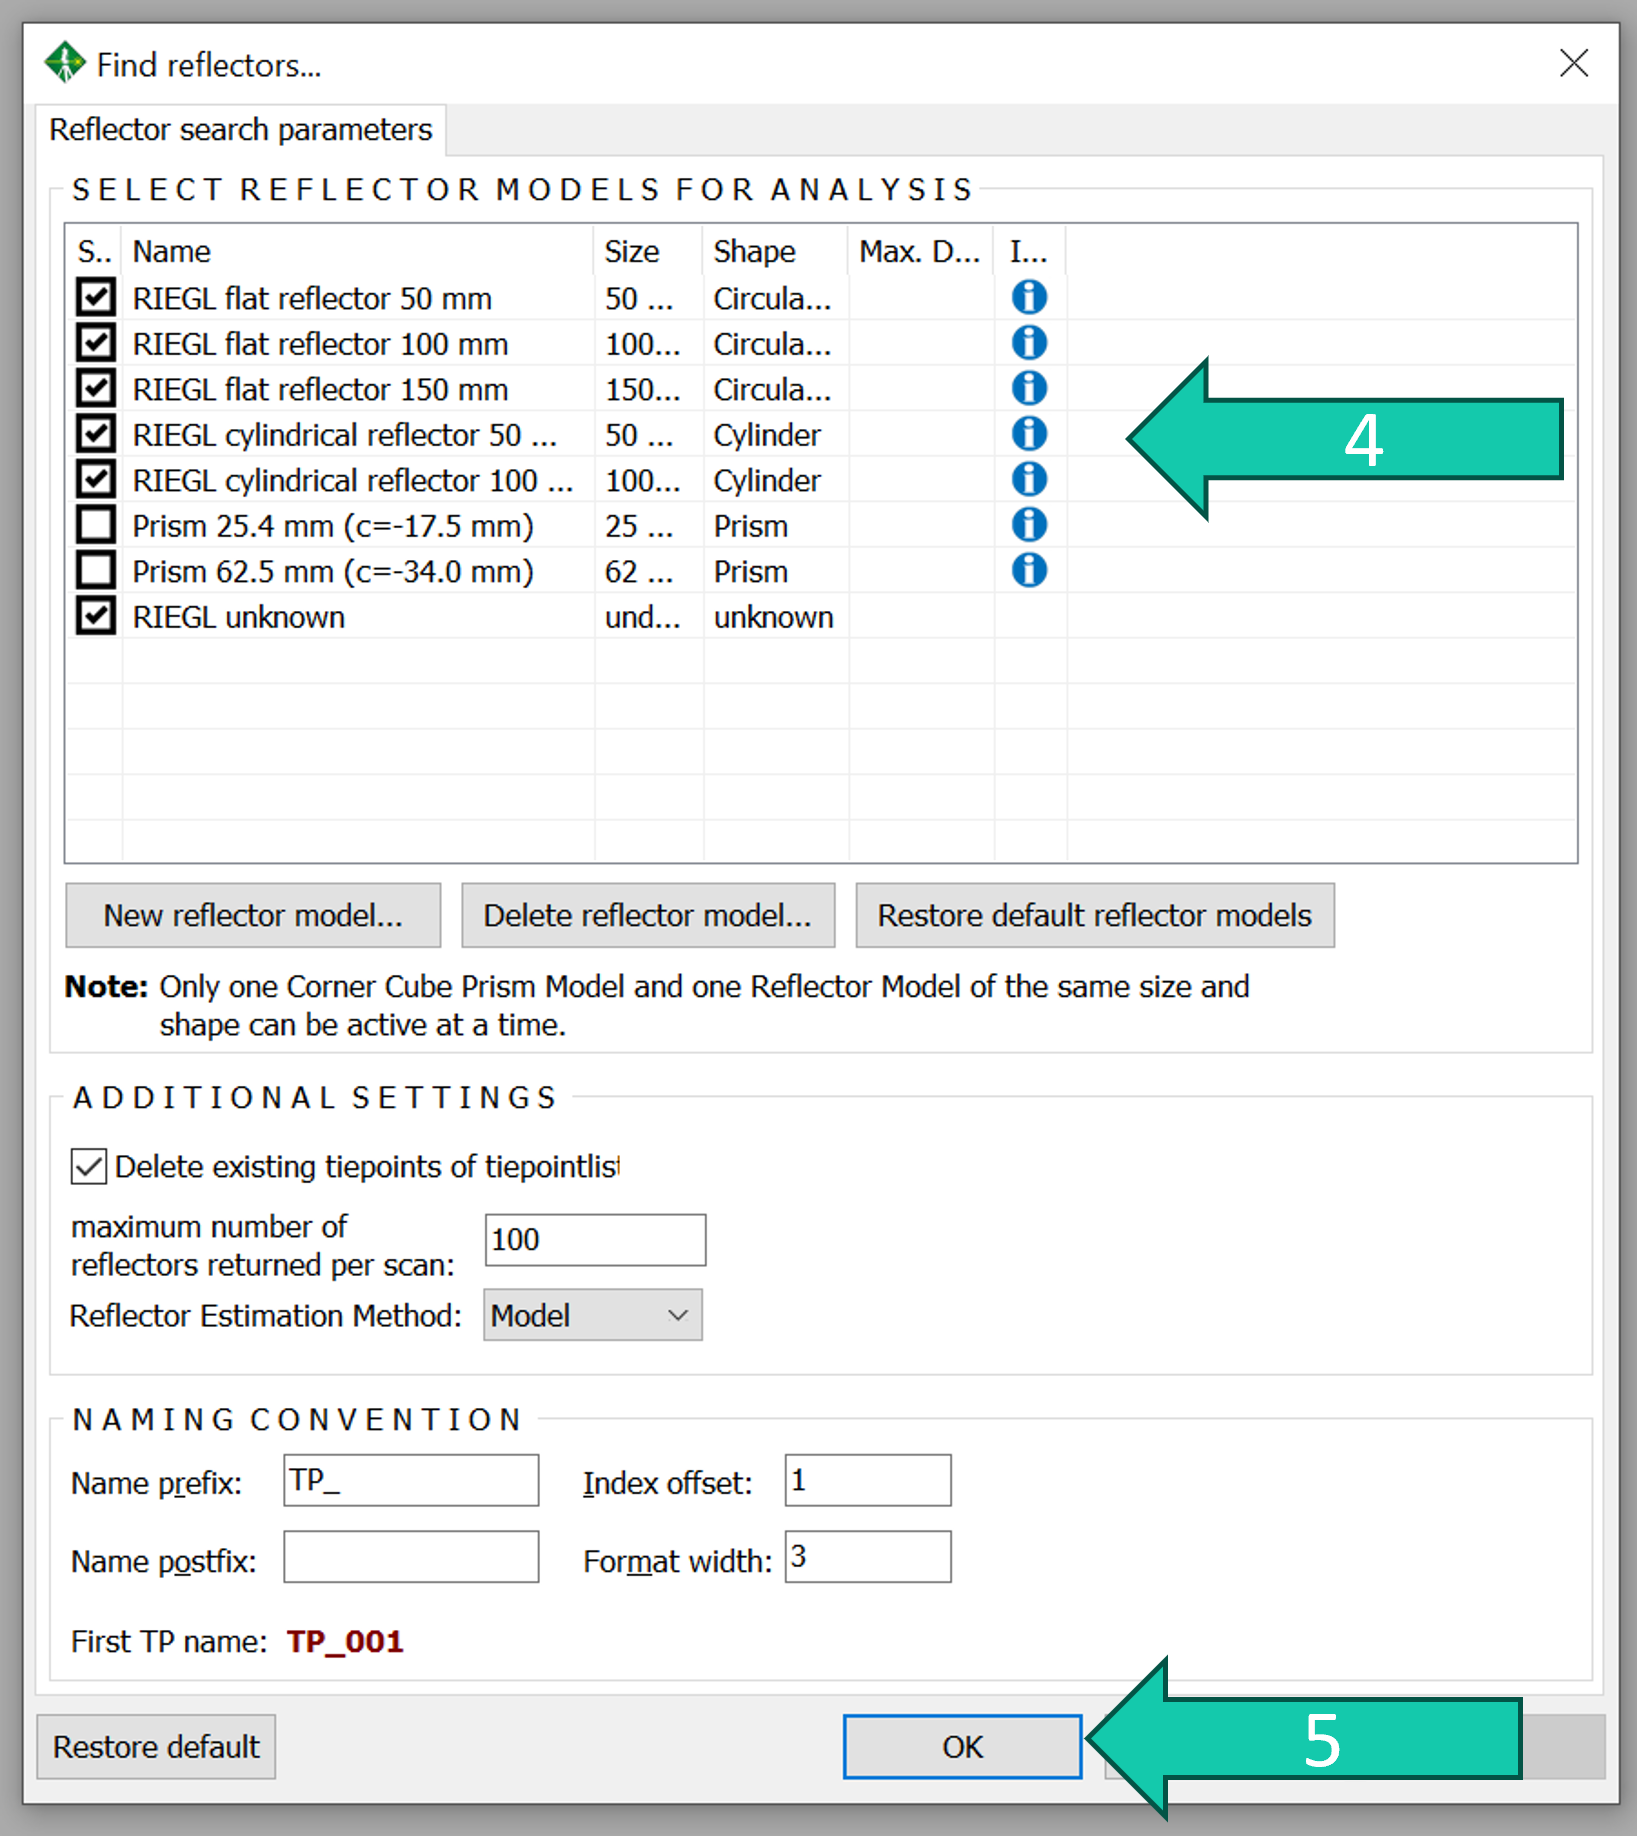 Find reflectors...
Reflector search parameters
SELECT REFLECTOR MODELS FOR ANALYSIS
S.. Name Size Shape Max. D... I...
RIEGL flat reflector 50 mm 50 ... Circula...
RIEGL flat reflector 100 mm 100... Circula...
RIEGL flat reflector 150 mm 150... Circula...
RIEGL cylindrical reflector 50 ... 50 ... Cylinder
4
RIEGL cylindrical reflector 100 ... 100... Cylinder
Prism 25.4 mm (c=-17.5 mm) 25 ... Prism
Prism 62.5 mm (c=-34.0 mm) 62 ... Prism
RIEGL unknown und... unknown
New reflector model... Delete reflector model... Restore default reflector models
Note: Only one Corner Cube Prism Model and one Reflector Model of the same size and
shape can be active at a time.
ADDITIONAL SETTINGS
Delete existing tiepoints of tiepointlist
maximum number of
reflectors returned per scan: 100
Reflector Estimation Method: Model
NAMING CONVENTION
Name prefix: TP_ Index offset: 1
Name postfix: Format width: 3
First TP name: TP_001
Restore default OK 5